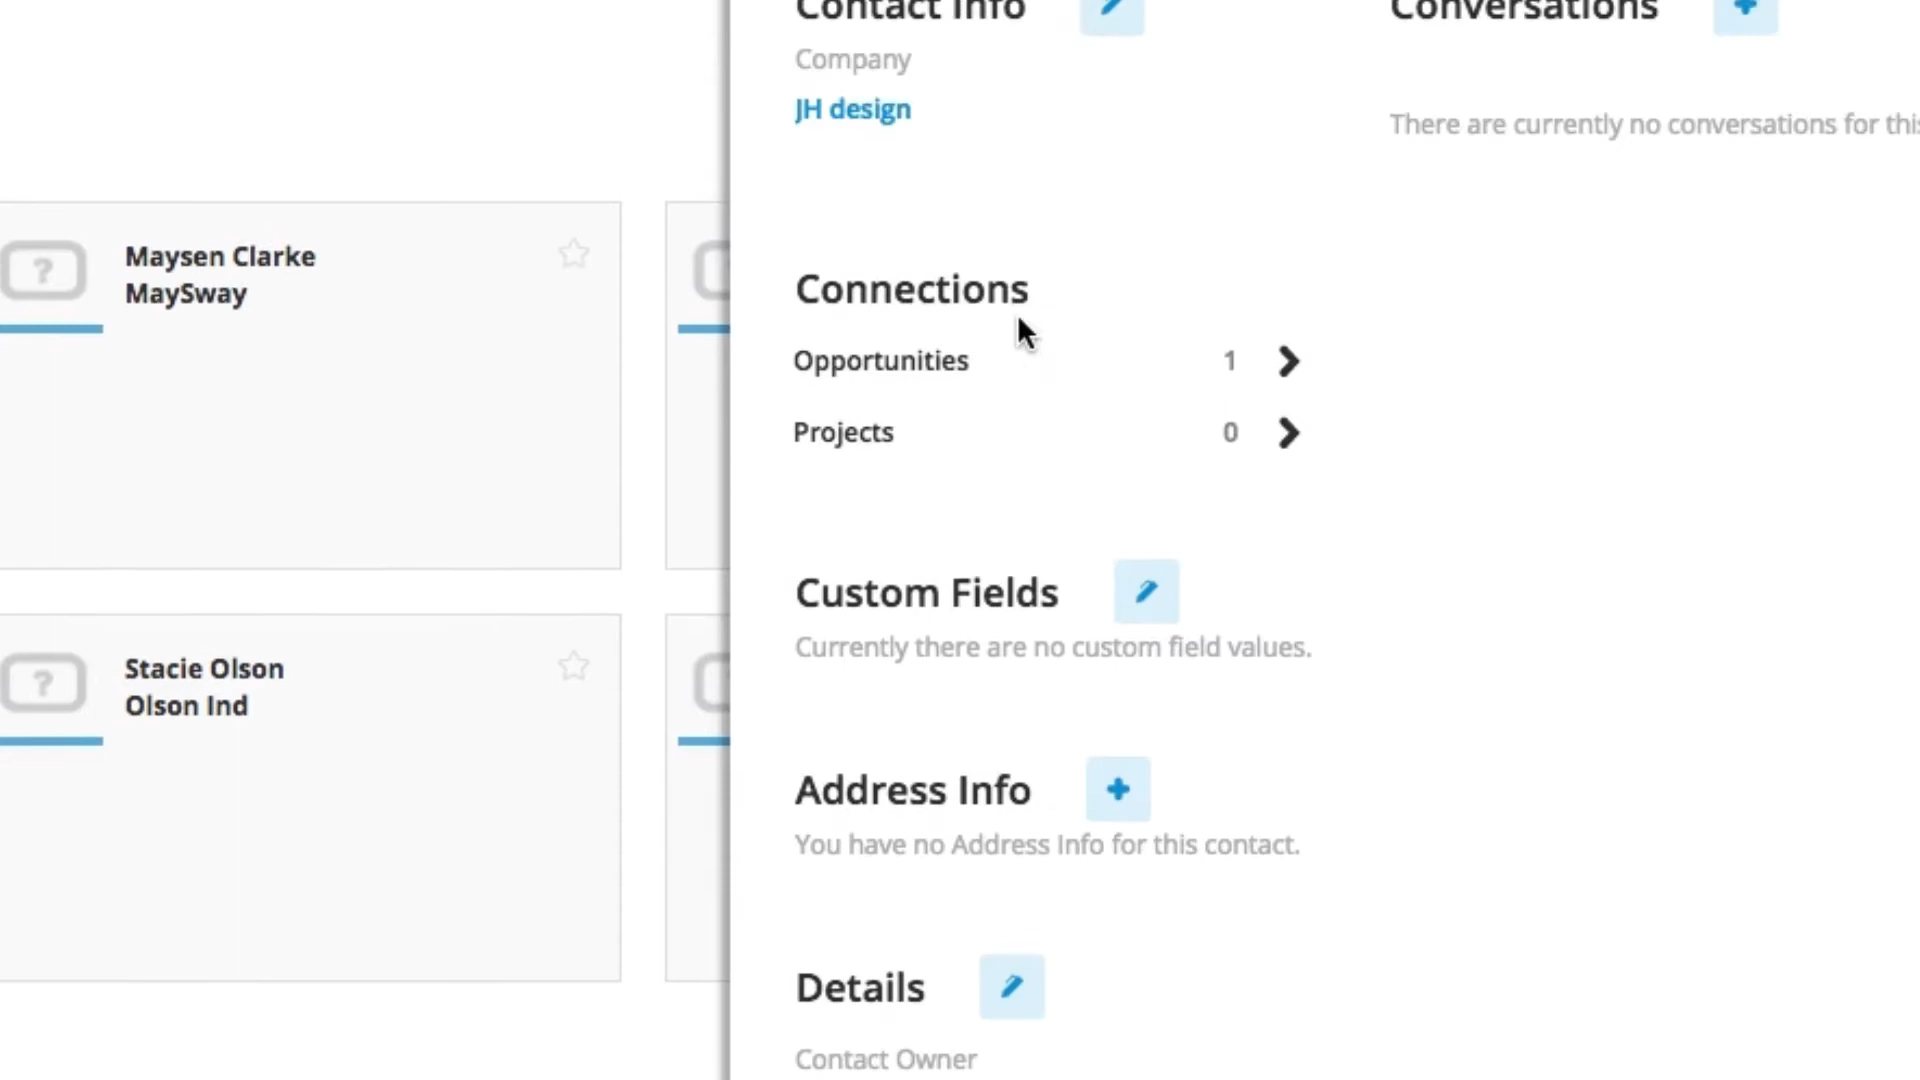 Maysen Clarke
MaySway
Stacie Olson
Olson Ind
Contact Info
Company
JH design
Connections
Opportunities 1
Projects 0
Custom Fields
Currently there are no custom field values.
Address Info
You have no Address Info for this contact.
Details
Contact Owner
Conversations
There are currently no conversations for this